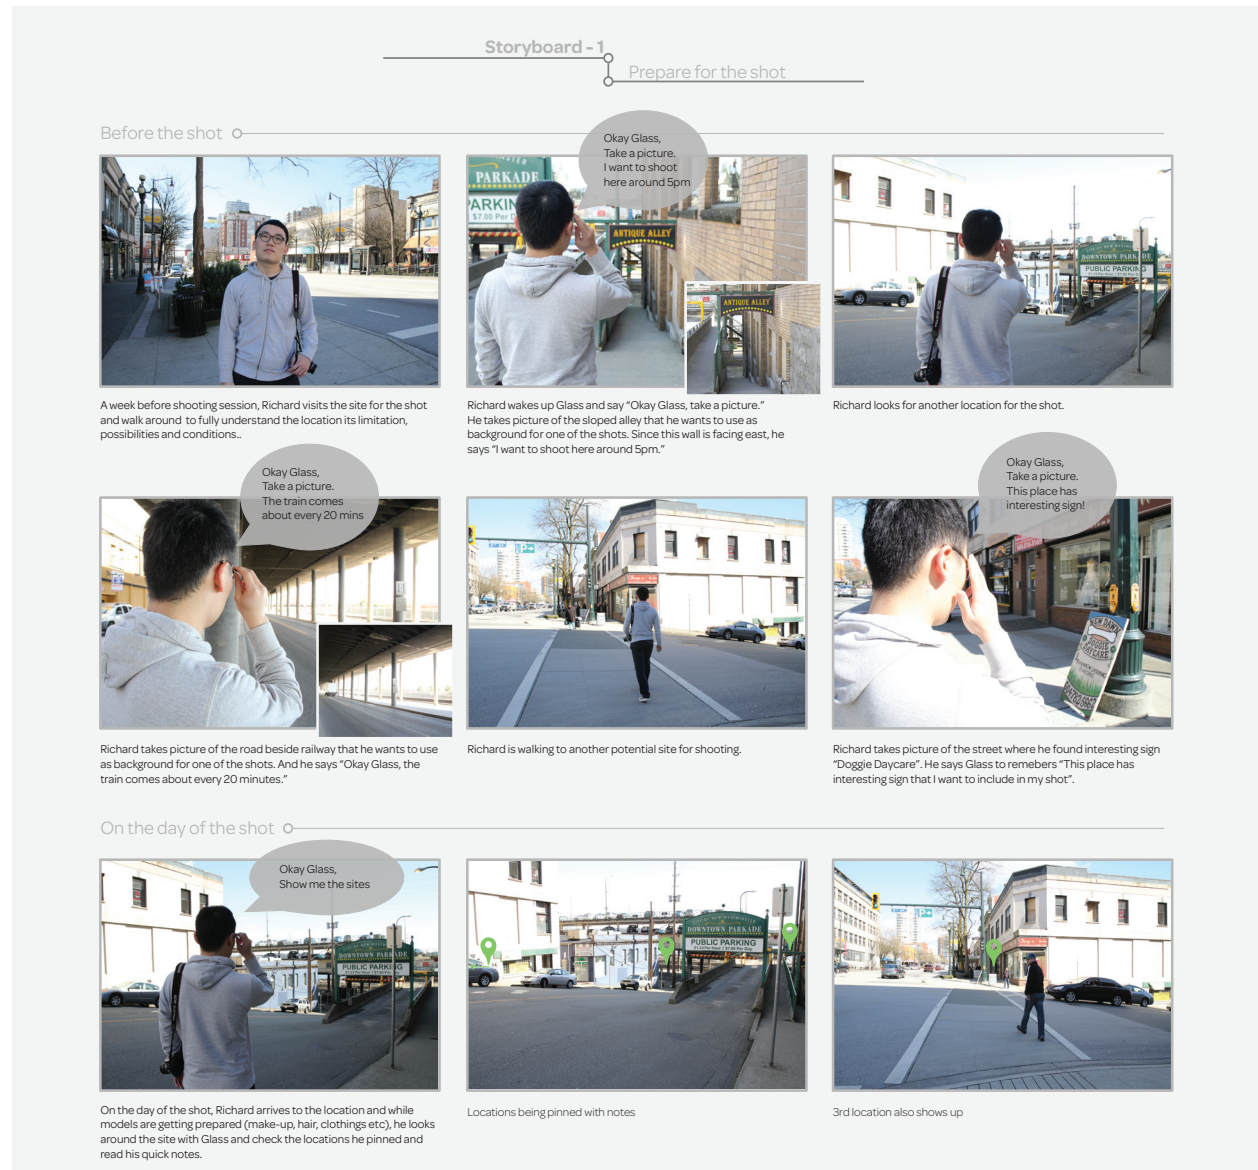 Storyboard - 1
Prepare for the shot
Before the shot
Okay Glass,
Take a picture.
I want to shoot
here around 5pm
PARKADE
$7.00 Per
ANTIQUE ALLEY
ANTIQUE ALLEY
DOWNTOWN PARKADE
PUBLIC PARKING
A week before shooting session, Richard visits the site for the shot
and walk around to fully understand the location its limitation,
possibilities and conditions..
Richard wakes up Glass and say “Okay Glass, take a picture.”
He takes picture of the sloped alley that he wants to use as
background for one of the shots. Since this wall is facing east, he
says “I want to shoot here around 5pm.”
Richard looks for another location for the shot.
Okay Glass,
Take a picture.
The train comes
about every 20 mins
Okay Glass,
Take a picture.
This place has
interesting sign!
DOGGIE
DAYCARE
Richard takes picture of the road beside railway that he wants to use
as background for one of the shots. And he says “Okay Glass, the
train comes about every 20 minutes.”
Richard is walking to another potential site for shooting.
Richard takes picture of the street where he found interesting sign
“Doggie Daycare”. He says Glass to remebers “This place has
interesting sign that I want to include in my shot”.
On the day of the shot
Okay Glass,
Show me the sites
DOWNTOWN PARKADE
PUBLIC PARKING
DOWNTOWN PARKADE
PUBLIC PARKING
On the day of the shot, Richard arrives to the location and while
models are getting prepared (make-up, hair, clothings etc), he looks
around the site with Glass and check the locations he pinned and
read his quick notes.
Locations being pinned with notes
3rd location also shows up